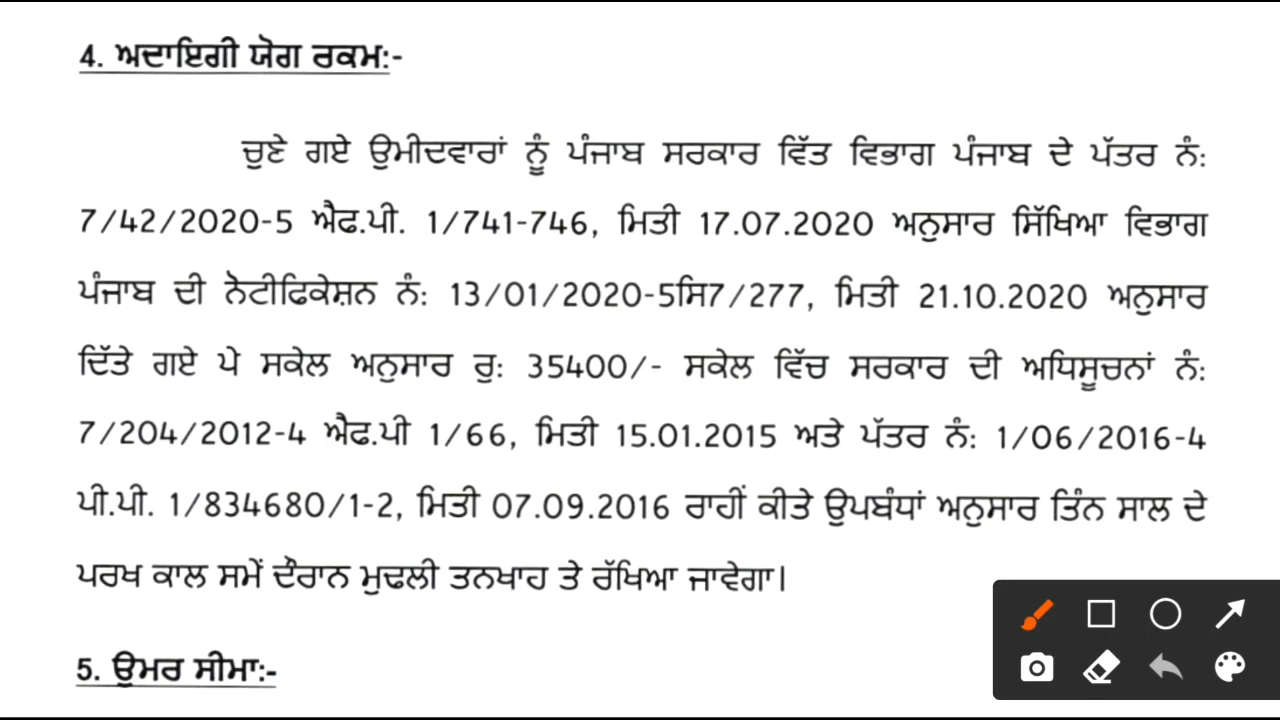 4. ਅਦਾਇਗੀ ਯੋਗ ਰਕਮ:-
ਚੁਣੇ ਗਏ ਉਮੀਦਵਾਰਾਂ ਨੂੰ ਪੰਜਾਬ ਸਰਕਾਰ ਵਿੱਤ ਵਿਭਾਗ ਪੰਜਾਬ ਦੇ ਪੱਤਰ ਨੰ:
7/42/2020-5 ਐਫ.ਪੀ. 1/741-746, ਮਿਤੀ 17.07.2020 ਅਨੁਸਾਰ ਸਿੱਖਿਆ ਵਿਭਾਗ
ਪੰਜਾਬ ਦੀ ਨੋਟੀਫਿਕੇਸ਼ਨ ਨੰ: 13/01/2020-5ਸਿ7/277, ਮਿਤੀ 21.10.2020 ਅਨੁਸਾਰ
ਦਿੱਤੇ ਗਏ ਪੇ ਸਕੇਲ ਅਨੁਸਾਰ ਰੁ: 35400/- ਸਕੇਲ ਵਿੱਚ ਸਰਕਾਰ ਦੀ ਅਧਿਸੂਚਨਾਂ ਨੰ:
7/204/2012-4 ਐਫ.ਪੀ 1/66, ਮਿਤੀ 15.01.2015 ਅਤੇ ਪੱਤਰ ਨੰ: 1/06/2016-4
ਪੀ.ਪੀ. 1/834680/1-2, ਮਿਤੀ 07.09.2016 ਰਾਹੀਂ ਕੀਤੇ ਉਪਬੰਧਾਂ ਅਨੁਸਾਰ ਤਿੰਨ ਸਾਲ ਦੇ
ਪਰਖ ਕਾਲ ਸਮੇਂ ਦੌਰਾਨ ਮੁਢਲੀ ਤਨਖਾਹ ਤੇ ਰੱਖਿਆ ਜਾਵੇਗਾ।
5. ਉਮਰ ਸੀਮਾ:-